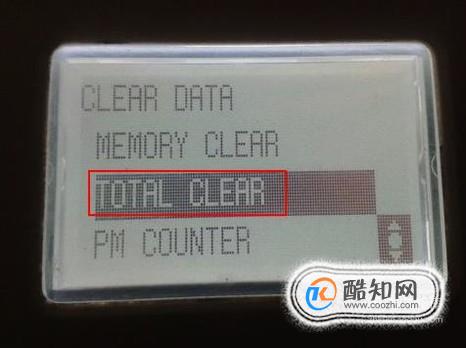 CLEAR DATA
MEMORY CLEAR
TOTAL CLEAR
PM COUNTER
酷知网
www.coozhi.com